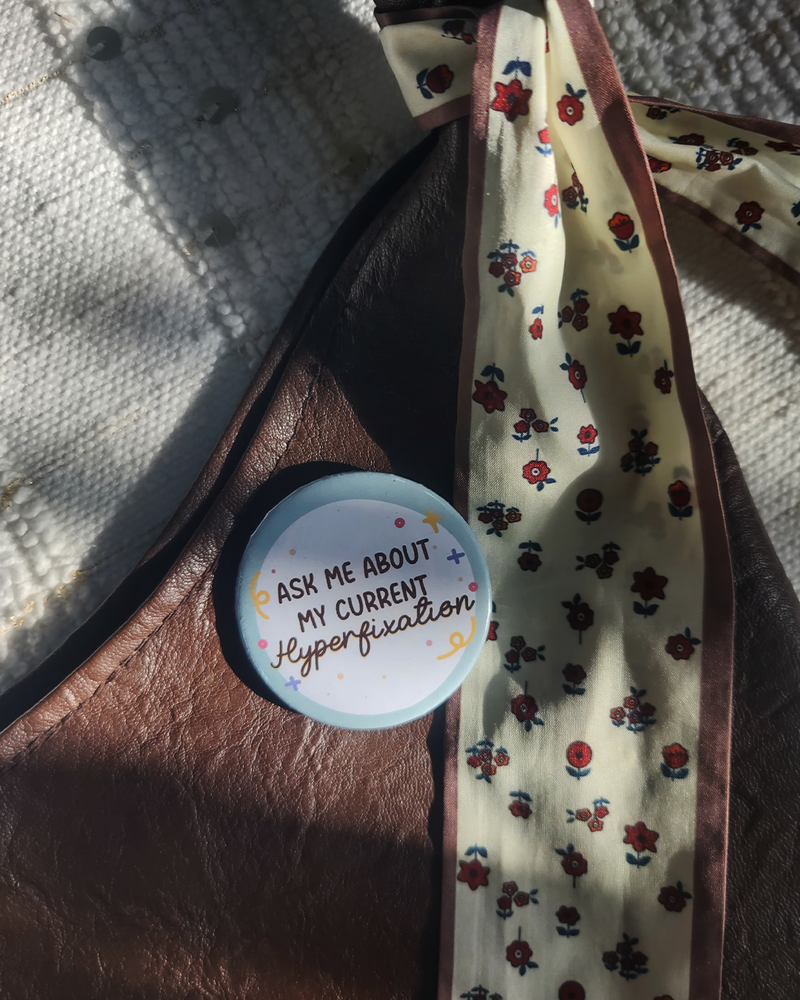 ASK ME ABOUT
MY CURRENT
Hyperfixation